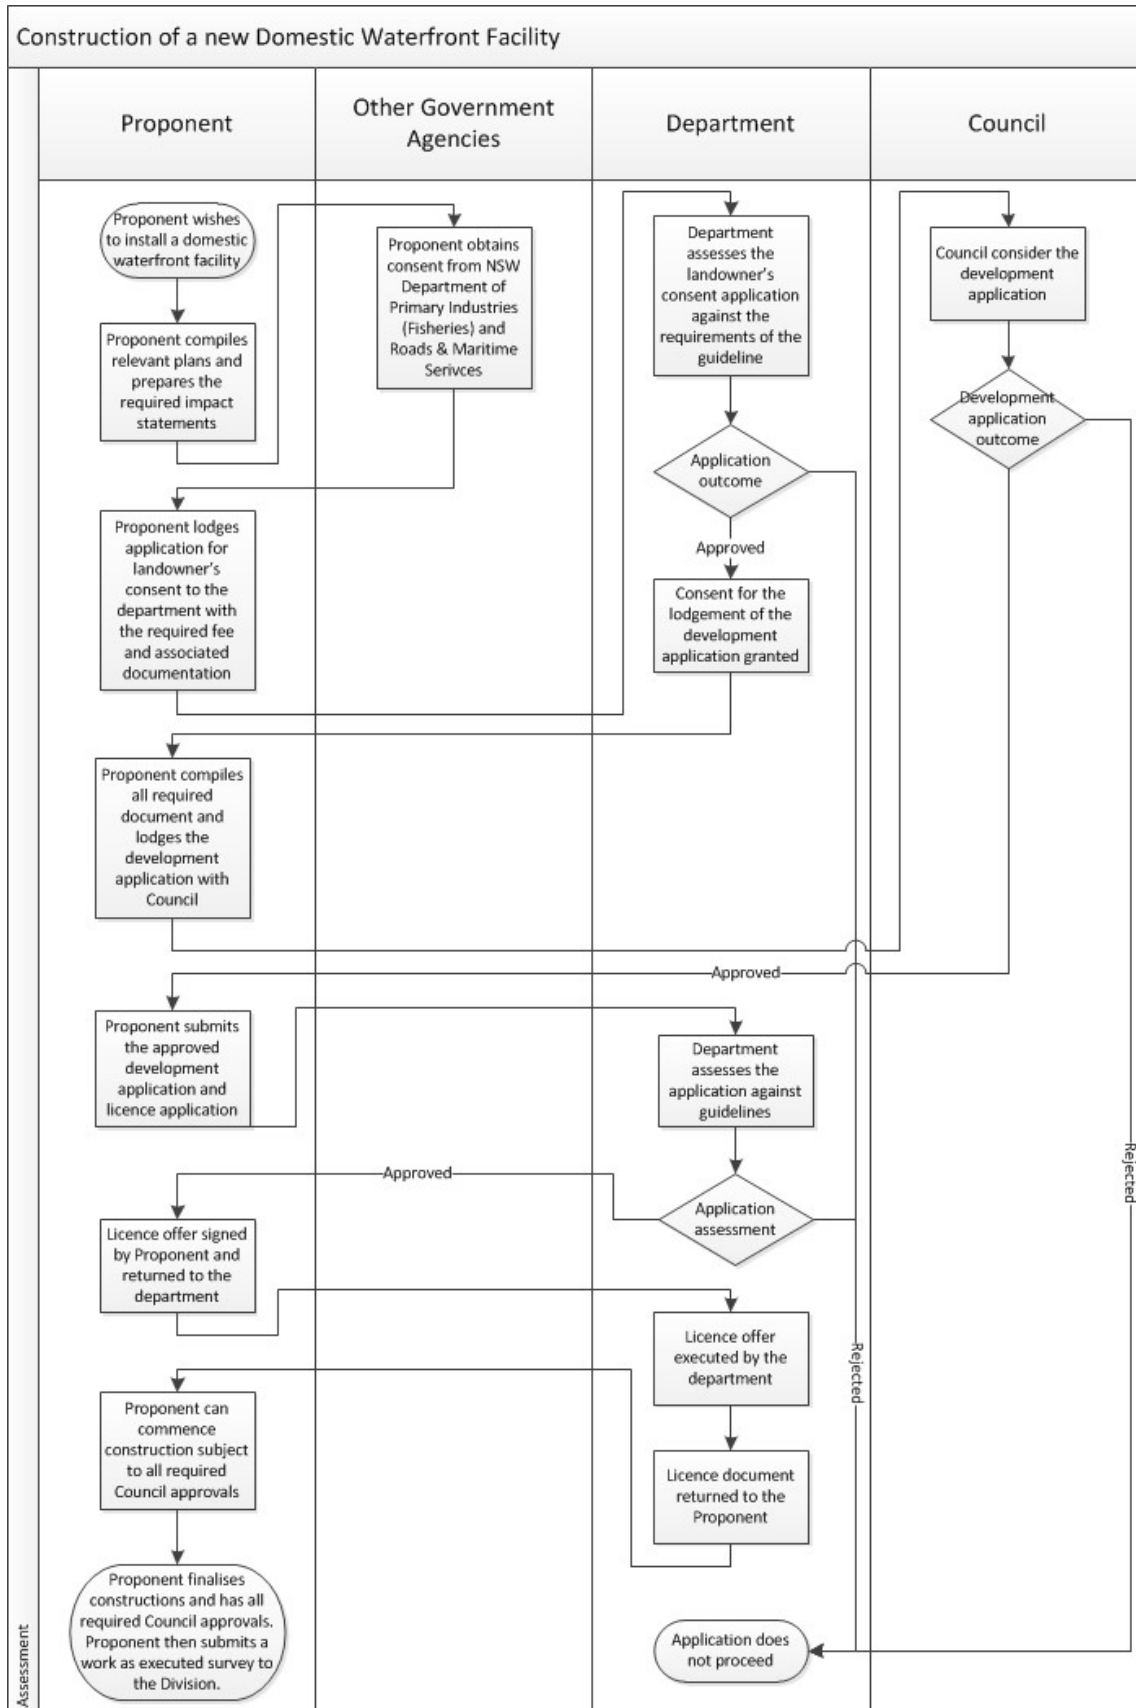 Construction of a new Domestic Waterfront Facility
Proponent
Other Government
Agencies
Department
Council
Proponent wishes
to install a domestic
waterfront facility
Proponent compiles
relevant plans and
prepares the
required impact
statements
Proponent obtains
consent from NSW
Department of
Primary Industries
(Fisheries) and
Roads & Maritime
Serivces
Proponent lodges
application for
landowner's
consent to the
department with
the required fee
and associated
documentation
Department
assesses the
landowner's
consent application
against the
requirements of the
guideline
Application
outcome
Approved
Consent for the
lodgement of the
development
application granted
Proponent compiles
all required
document and
lodges the
development
application with
Council
Council consider the
development
application
Development
application
outcome
Approved
Rejected
Proponent submits
the approved
development
application and
licence application
Department
assesses the
application against
guidelines
Application
assessment
Approved
Rejected
Licence offer signed
by Proponent and
returned to the
department
Licence offer
executed by the
department
Licence document
returned to the
Proponent
Proponent can
commence
construction subject
to all required
Council approvals
Proponent finalises
constructions and has all
required Council approvals.
Proponent then submits a
work as executed survey to
the Division.
Application does
not proceed
Assessment